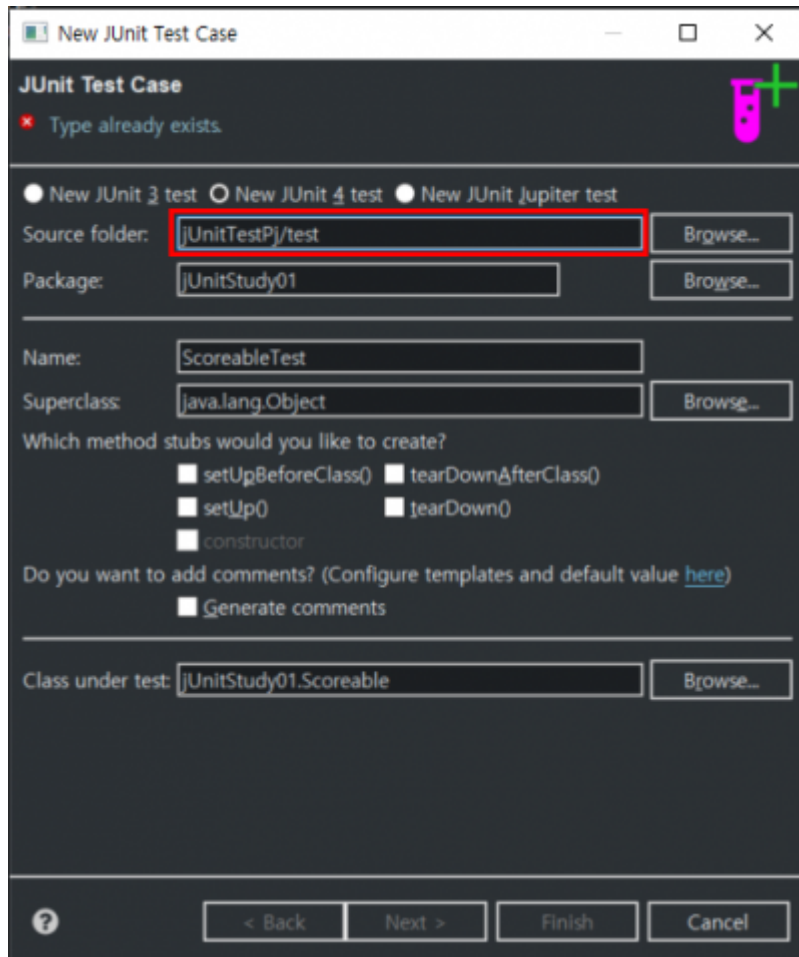 New JUnit Test Case
JUnit Test Case
Type already exists.
New JUnit 3 test New JUnit 4 test New JUnit Jupiter test
Source folder: jUnitTestPj/test Browse...
Package: jUnitStudy01 Browse...
Name: ScoreableTest
Superclass: java.lang.Object Browse...
Which method stubs would you like to create?
setUpBeforeClass() tearDownAfterClass()
setUp() tearDown()
constructor
Do you want to add comments? (Configure templates and default value here)
Generate comments
Class under test: jUnitStudy01.Scoreable Browse...
? < Back Next > Finish Cancel